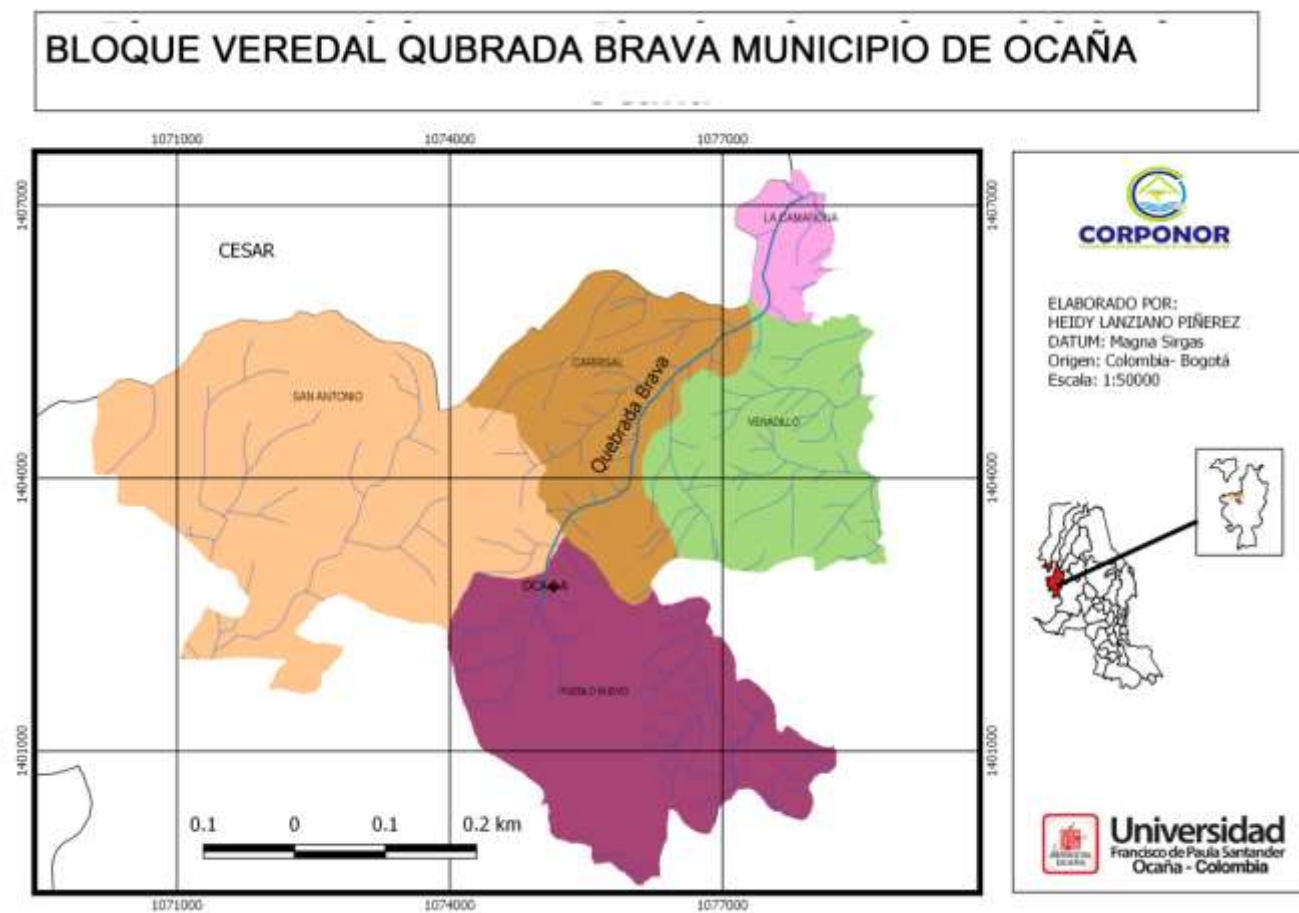 BLOQUE VEREDAL QUBRADA BRAVA MUNICIPIO DE OCAÑA
1071000 1074000 1077000
1407000 1407000
LA CAMARONA
CESAR
CARRISAL
SAN ANTONIO
Quebrada Brava
VENADILLO
1404000 1404000
OCA�A
PUEBLO NUEVO
1401000 1401000
0.1 0 0.1 0.2 km
1071000 1074000 1077000
CORPONOR
ELABORADO POR:
HEIDY LANZIANO PIÑEREZ
DATUM: Magna Sirgas
Origen: Colombia- Bogotá
Escala: 1:50000
Universidad
Francisco de Paula Santander
Ocaña - Colombia